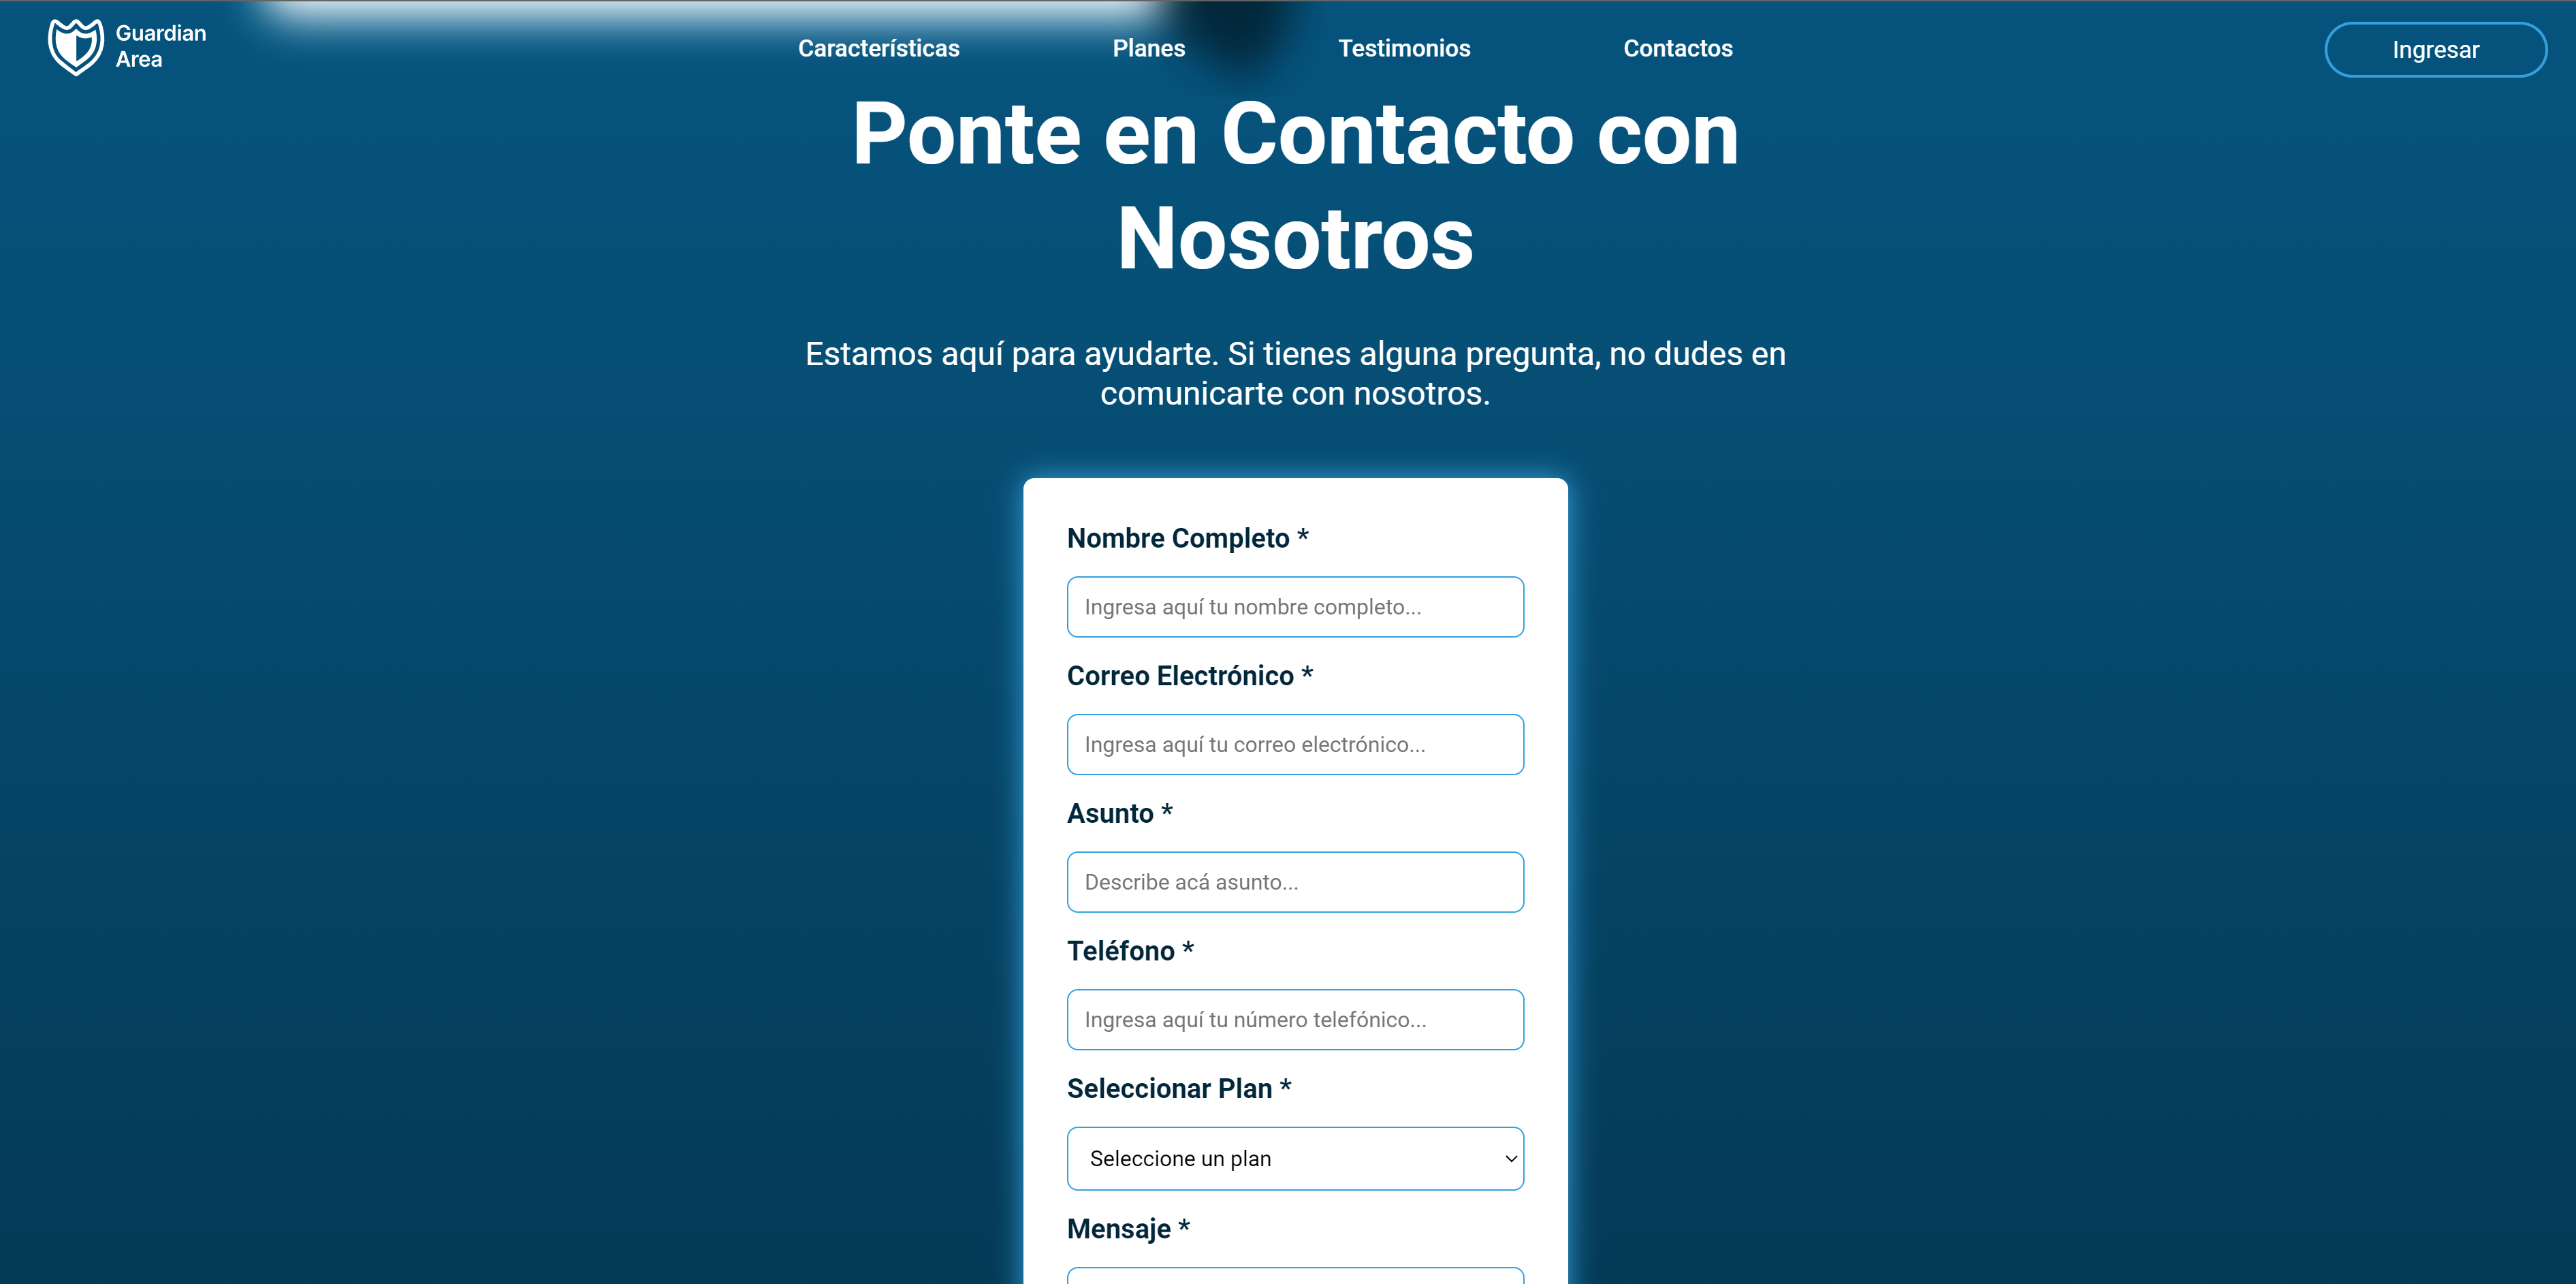 Guardian
Area
Características
Planes
Testimonios
Contactos
Ingresar
Ponte en Contacto con
Nosotros
Estamos aquí para ayudarte. Si tienes alguna pregunta, no dudes en
comunicarte con nosotros.
Nombre Completo *
Ingresa aquí tu nombre completo...
Correo Electrónico *
Ingresa aquí tu correo electrónico...
Asunto *
Describe acá asunto...
Teléfono *
Ingresa aquí tu número telefónico...
Seleccionar Plan *
Seleccione un plan
Mensaje *